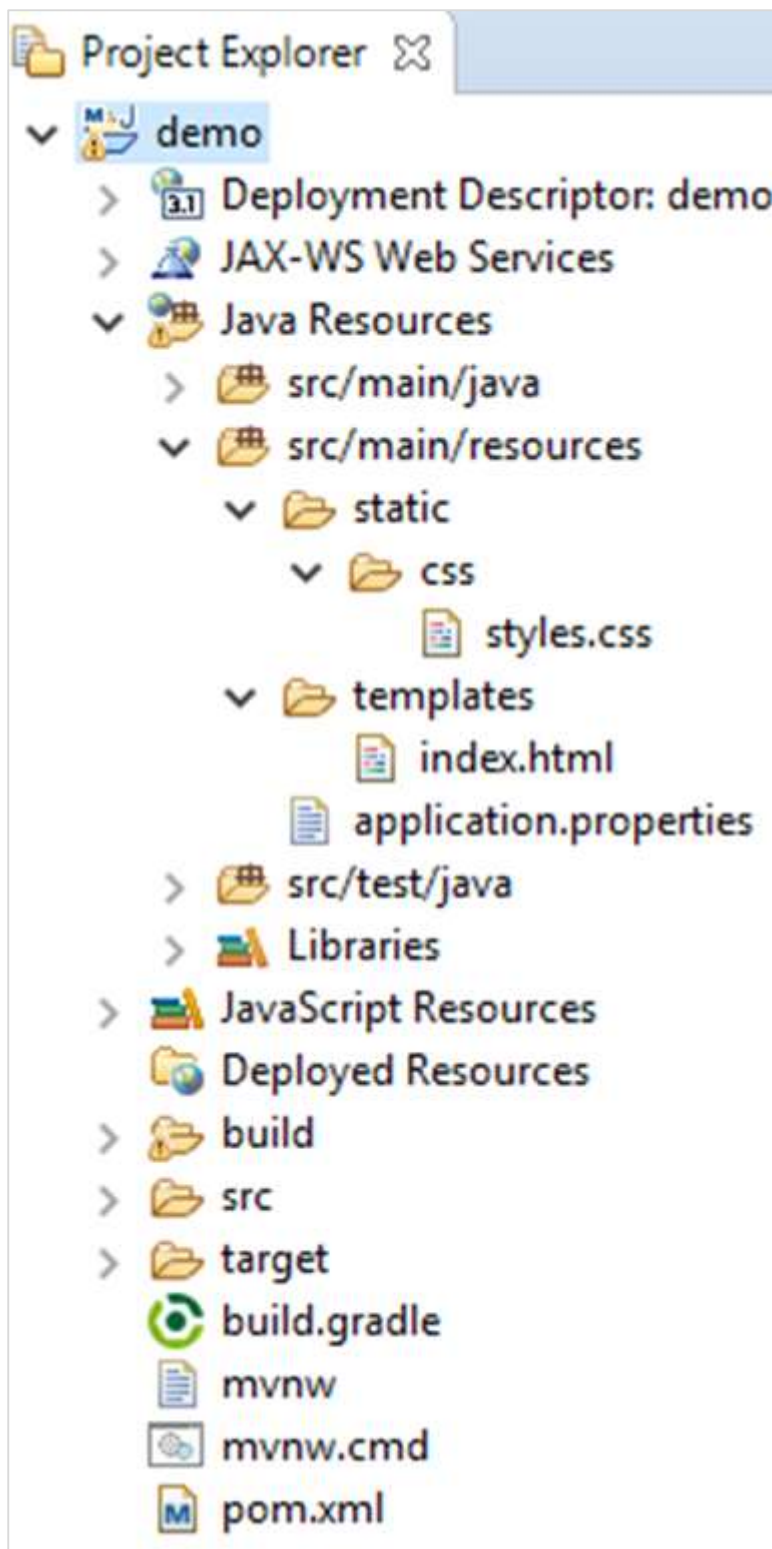 Project Explorer
demo
Deployment Descriptor: demo
3.1
JAX-WS Web Services
Java Resources
src/main/java
src/main/resources
static
css
styles.css
templates
index.html
application.properties
src/test/java
Libraries
JavaScript Resources
Deployed Resources
build
src
target
build.gradle
mvnw
mvnw.cmd
M pom.xml